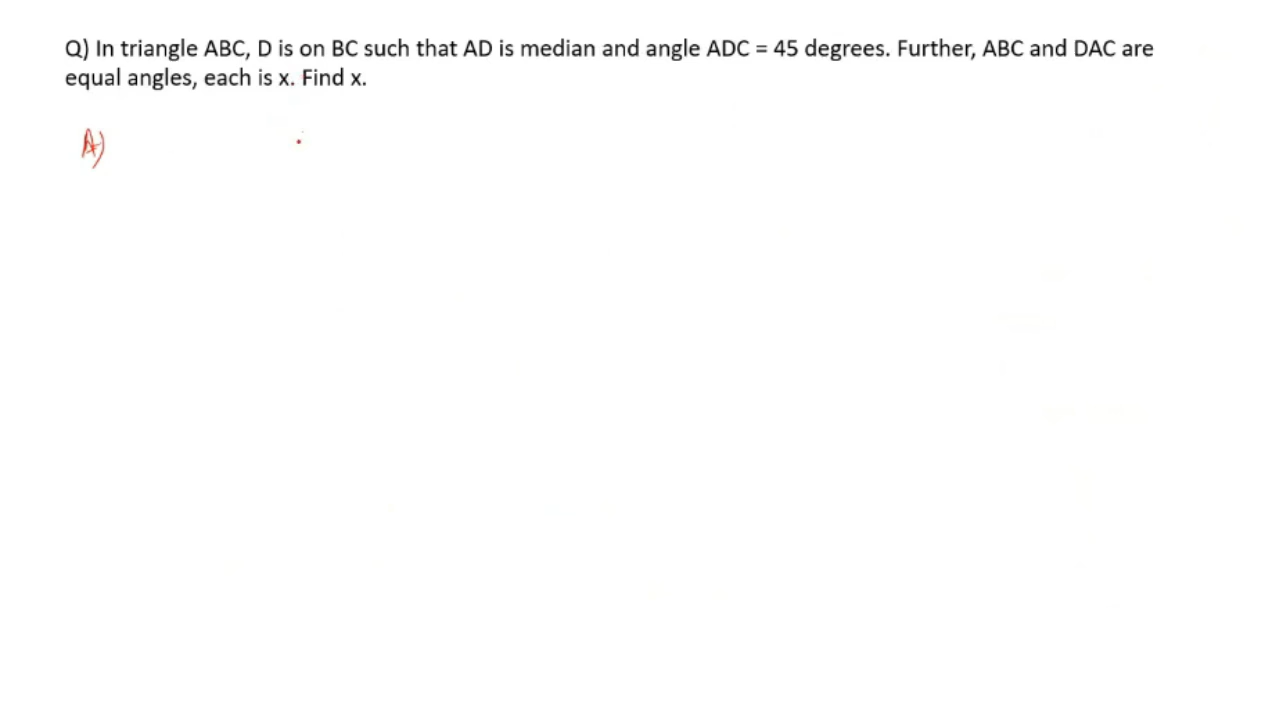 Q) In triangle ABC, D is on BC such that AD is median and angle ADC = 45 degrees. Further, ABC and DAC are
equal angles, each is x. Find x.
A)